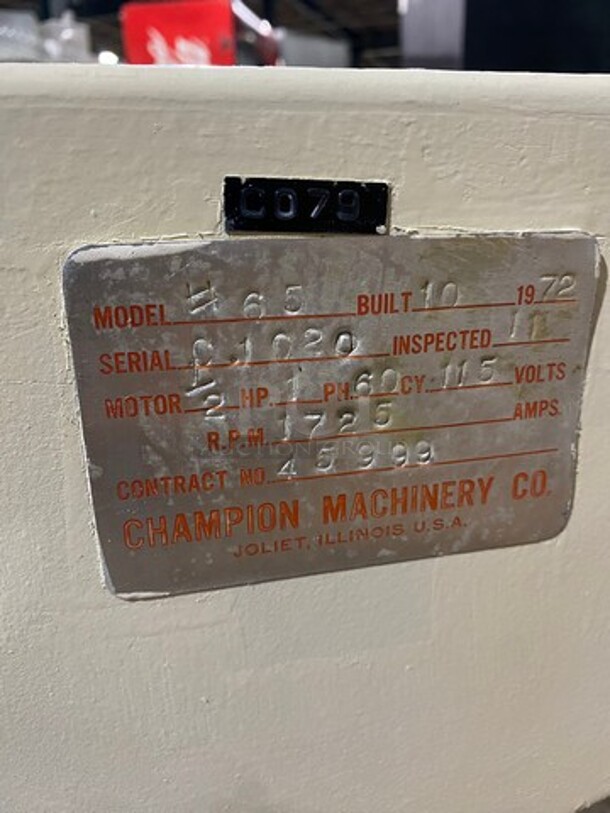 C079
MODEL # 65 BUILT 10 1972
SERIAL C1020 INSPECTED 11
MOTOR 1/2 HP. 1 PH. 60 CY. 115 VOLTS
R.P.M. 1725 AMPS.
CONTRACT NO. 45999
CHAMPION MACHINERY CO.
JOLIET, ILLINOIS U.S.A.